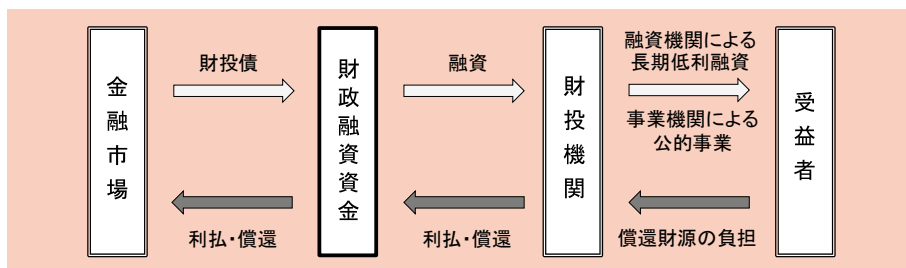 金融市場
財投債
利払・償還
財政融資資金
融資
利払・償還
財投機関
融資機関による
長期低利融資
事業機関による
公的事業
償還財源の負担
受益者